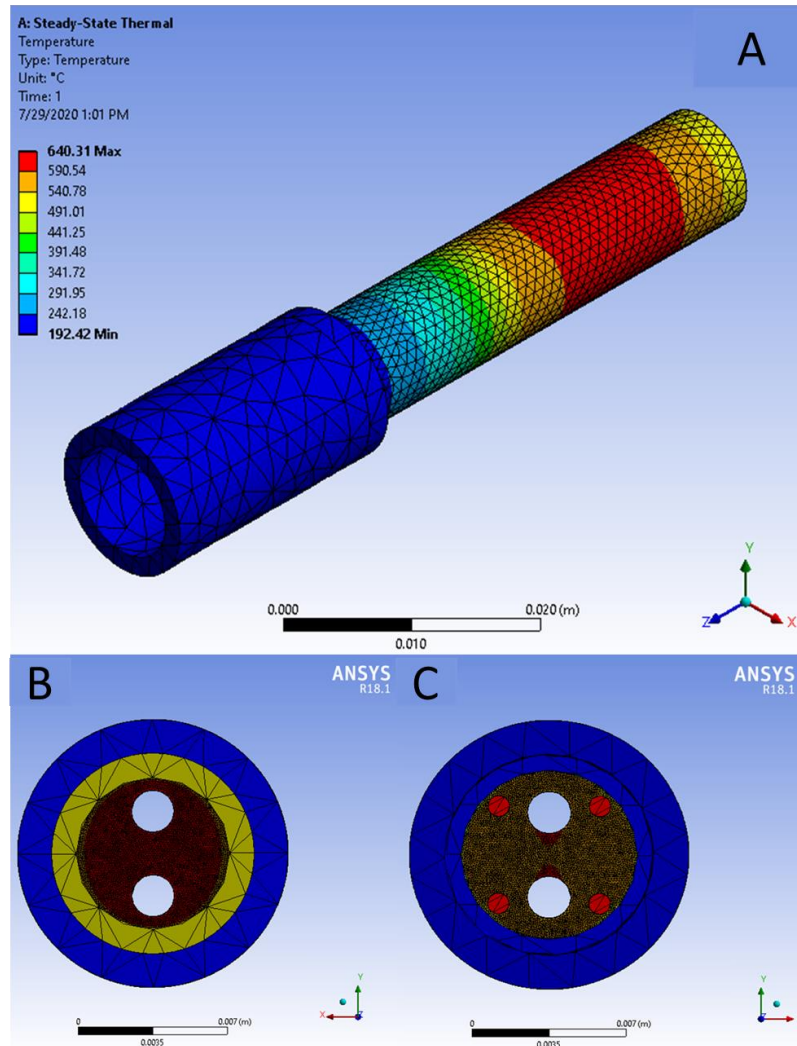 A: Steady-State Thermal
Temperature
Type: Temperature
Unit: °C
Time: 1
7/29/2020 1:01 PM
A
640.31 Max
590.54
540.78
491.01
441.25
391.48
341.72
291.95
242.18
192.42 Min
0.000
0.020 (m)
0.010
Y
Z
X
B
ANSYS
R18.1
0
0.007 (m)
0.0035
Y
X
Z
C
ANSYS
R18.1
0
0.007 (m)
0.0035
Y
Z